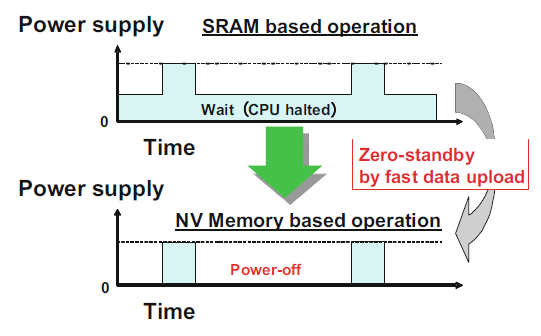 Power supply
SRAM based operation
Wait (CPU halted)
0
Time
Zero-standby
by fast data upload
Power supply
NV Memory based operation
Power-off
0
Time